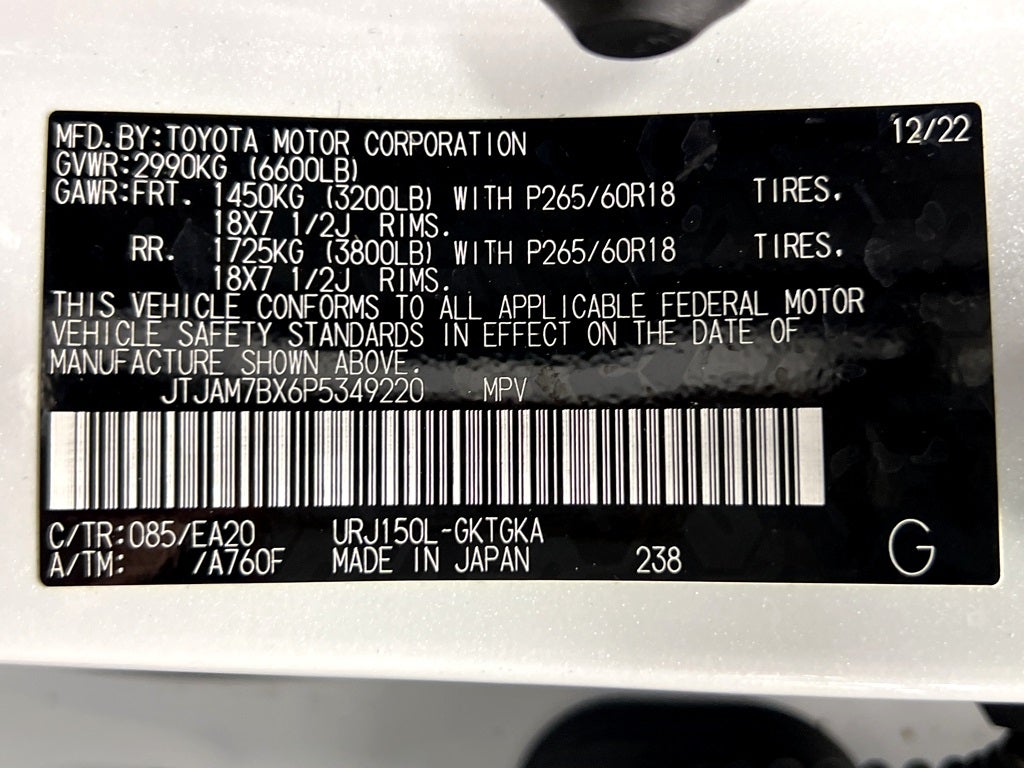 12/22
MFD.BY:TOYOTA MOTOR CORPORATION
GVWR:2990KG (6600LB)
GAWR:FRT. 1450KG (3200LB) WITH P265/60R18 TIRES.
18X7 1/2J RIMS.
RR. 1725KG (3800LB) WITH P265/60R18 TIRES.
18X7 1/2J RIMS.
THIS VEHICLE CONFORMS TO ALL APPLICABLE FEDERAL MOTOR
VEHICLE SAFETY STANDARDS IN EFFECT ON THE DATE OF
MANUFACTURE SHOWN ABOVE.
JTJAM7BX6P5349220 MPV
C/TR:085/EA20 URJ150L-GKTGKA
A/TM: /A760F MADE IN JAPAN 238
G